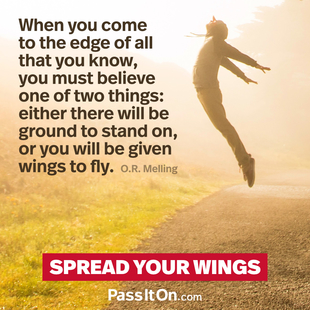 When you come
to the edge of all
that you know,
you must believe
one of two things:
either there will be
ground to stand on,
or you will be given
wings to fly. O.R. Melling
SPREAD YOUR WINGS
PassItOn.com